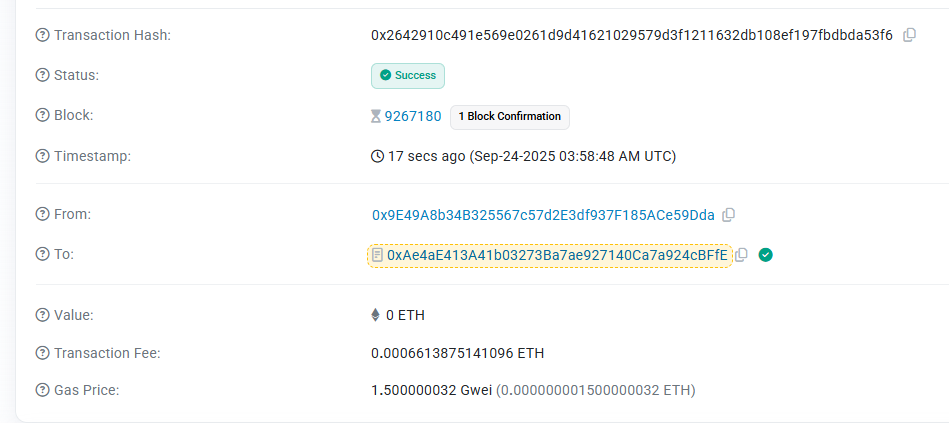 Transaction Hash: 0x2642910c491e569e0261d9d41621029579d3f1211632db108ef197fbdbda53f6
Status: Success
Block: 9267180 1 Block Confirmation
Timestamp: 17 secs ago (Sep-24-2025 03:58:48 AM UTC)
From: 0x9E49A8b34B325567c57d2E3df937F185ACe59Dda
To: 0xAe4aE413A41b03273Ba7ae927140Ca7a924cBFfE
Value: 0 ETH
Transaction Fee: 0.0006613875141096 ETH
Gas Price: 1.500000032 Gwei (0.000000001500000032 ETH)